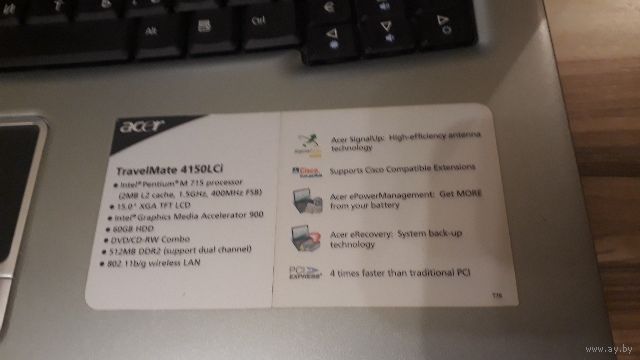 Alt
Ctrl
€
acer
TravelMate 4150LCi
• Intel® Pentium® M 715 processor
(2MB L2 cache, 1.5GHz, 400MHz FSB)
• 15.0" XGA TFT LCD
• Intel® Graphics Media Accelerator 900
• 60GB HDD
• DVD/CD-RW Combo
• 512MB DDR2 (support dual channel)
• 802.11b/g wireless LAN
Acer SignalUp: High-efficiency antenna
technology
Cisco
Supports Cisco Compatible Extensions
Acer ePowerManagement: Get MORE
from your battery
Acer eRecovery: System back-up
technology
PCI
EXPRESS
4 times faster than traditional PCI
www.ay.by